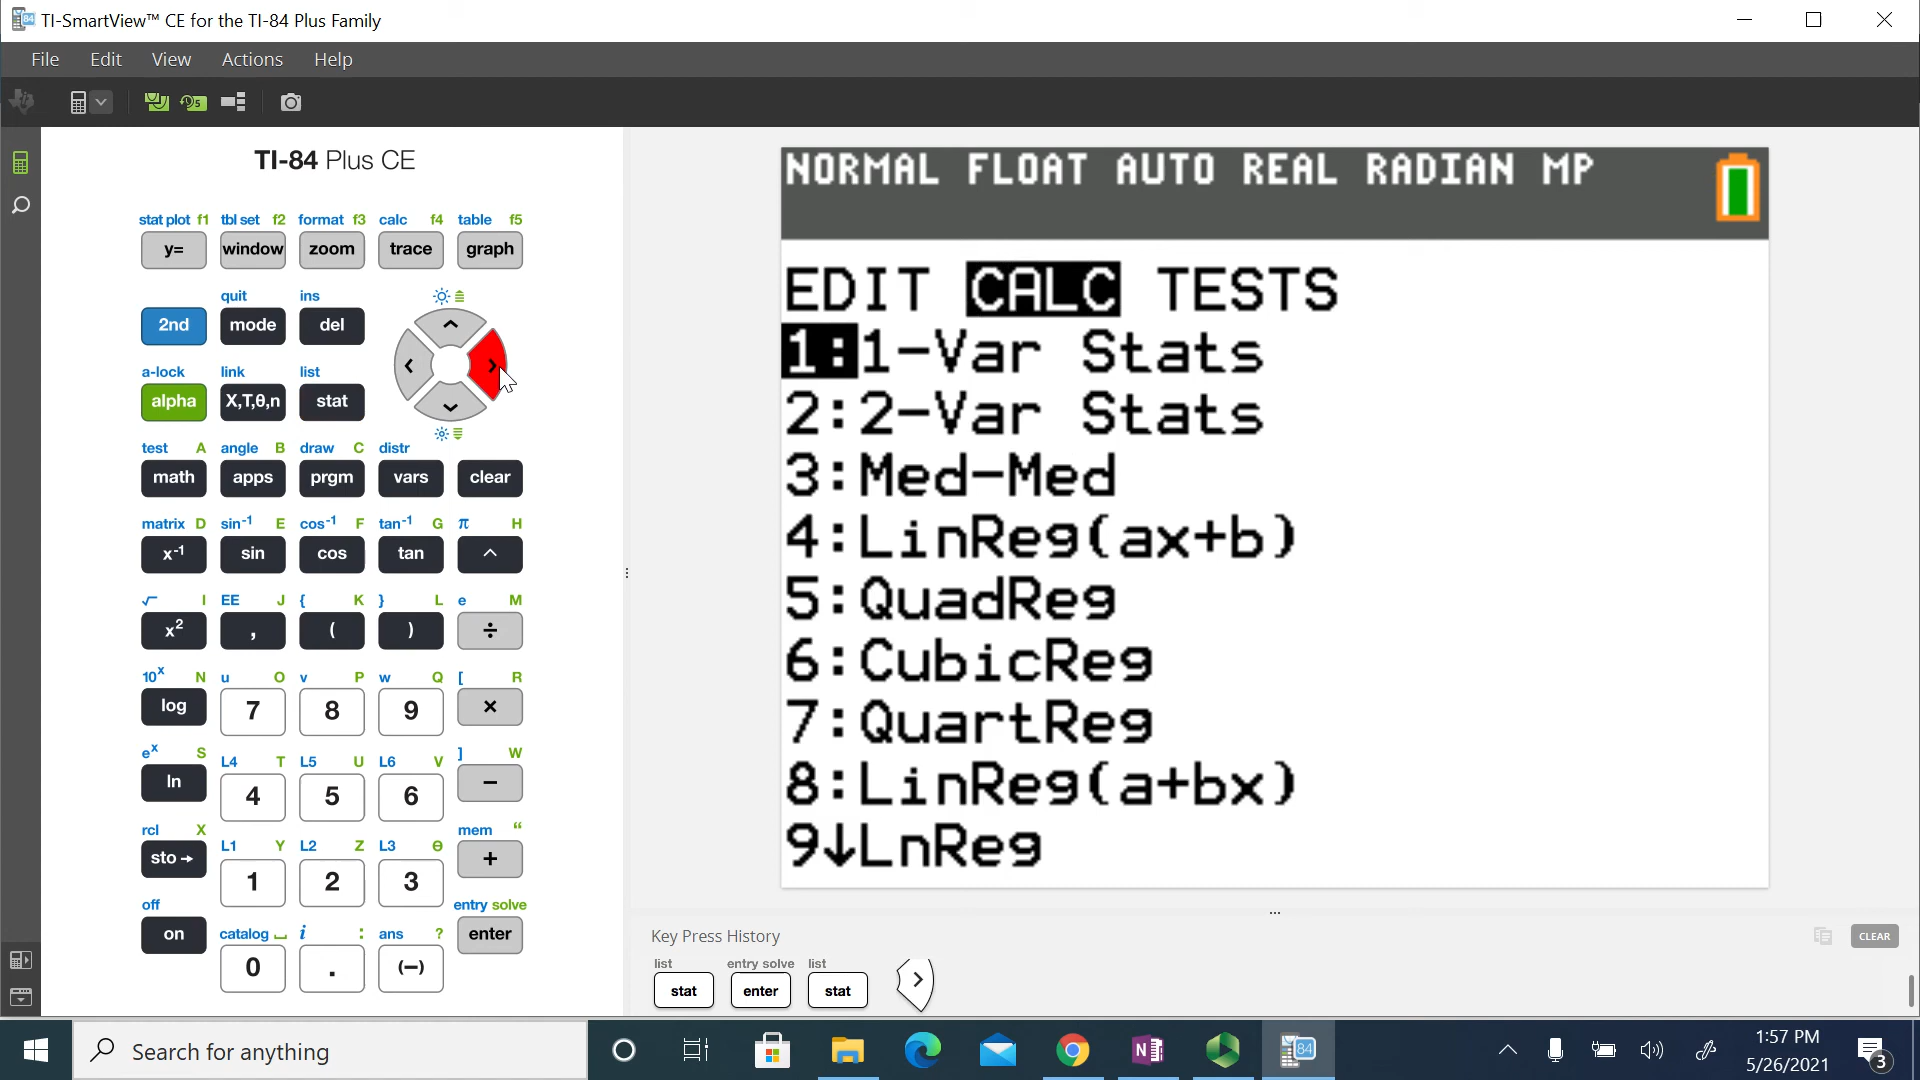 TI-SmartView™ CE for the TI-84 Plus Family
File Edit View Actions Help
TI-84 Plus CE
stat plot f1 tbl set f2 format f3 calc f4 table f5
y= window zoom trace graph
quit ins
2nd mode del
a-lock link list
alpha X,T,θ,n stat
test A angle B draw C distr
math apps prgm vars clear
matrix D sin-1 E cos-1 F tan-1 G π H
x-1 sin cos tan ^
√ I EE J { K } L e M
x2 , ( ) ÷
10x N u O v P w Q [ R
log 7 8 9 ×
ex S L4 T L5 U L6 V ] W
ln 4 5 6 −
rcl X L1 Y L2 Z L3 θ mem “
sto→ 1 2 3 +
off catalog i : ans ? entry solve
on 0 . (−) enter
NORMAL FLOAT AUTO REAL RADIAN MP
EDIT CALC TESTS
1:1-Var Stats
2:2-Var Stats
3:Med-Med
4:LinReg(ax+b)
5:QuadReg
6:CubicReg
7:QuartReg
8:LinReg(a+bx)
9↓LnReg
Key Press History
CLEAR
list entry solve list
stat enter stat >
Search for anything
84
1:57 PM
5/26/2021
3